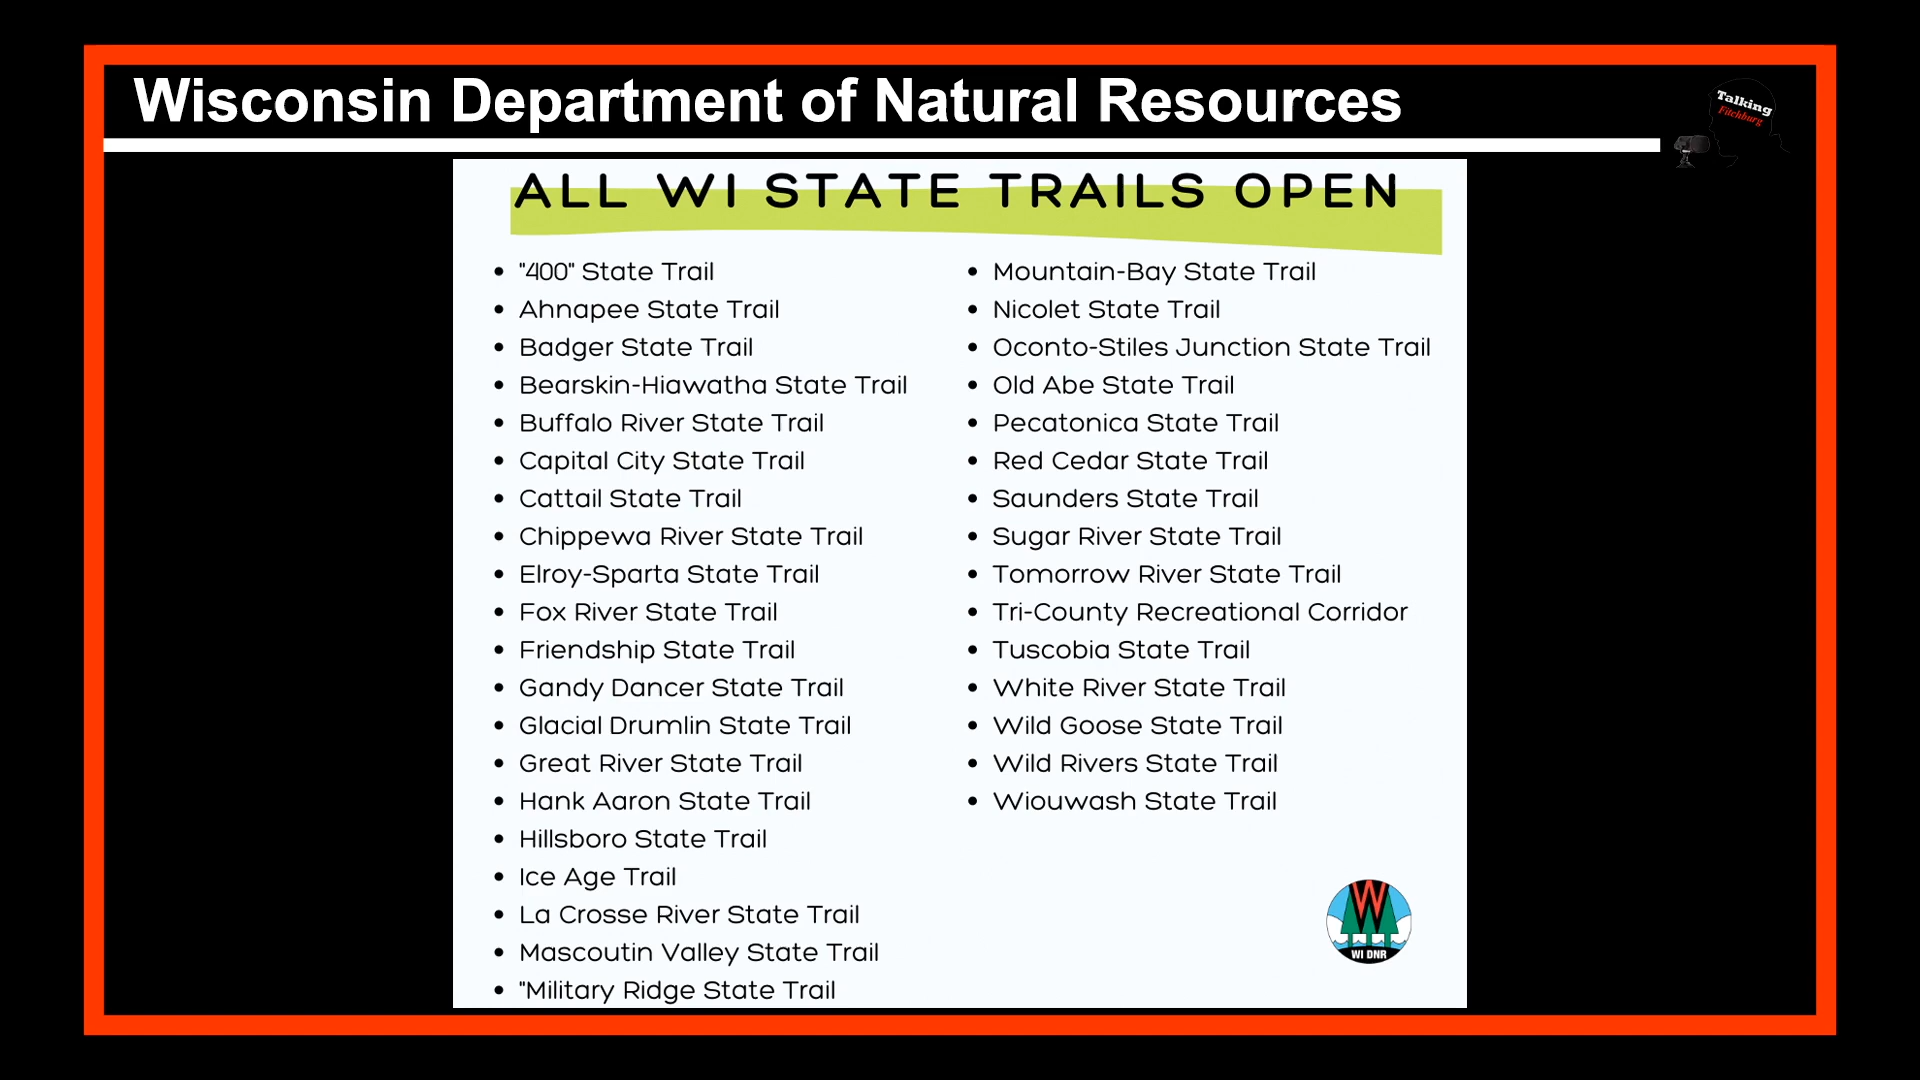 Wisconsin Department of Natural Resources
Talking
Fitchburg
ALL WI STATE TRAILS OPEN
• "400" State Trail
• Ahnapee State Trail
• Badger State Trail
• Bearskin-Hiawatha State Trail
• Buffalo River State Trail
• Capital City State Trail
• Cattail State Trail
• Chippewa River State Trail
• Elroy-Sparta State Trail
• Fox River State Trail
• Friendship State Trail
• Gandy Dancer State Trail
• Glacial Drumlin State Trail
• Great River State Trail
• Hank Aaron State Trail
• Hillsboro State Trail
• Ice Age Trail
• La Crosse River State Trail
• Mascoutin Valley State Trail
• "Military Ridge State Trail
• Mountain-Bay State Trail
• Nicolet State Trail
• Oconto-Stiles Junction State Trail
• Old Abe State Trail
• Pecatonica State Trail
• Red Cedar State Trail
• Saunders State Trail
• Sugar River State Trail
• Tomorrow River State Trail
• Tri-County Recreational Corridor
• Tuscobia State Trail
• White River State Trail
• Wild Goose State Trail
• Wild Rivers State Trail
• Wiouwash State Trail
W
WI DNR